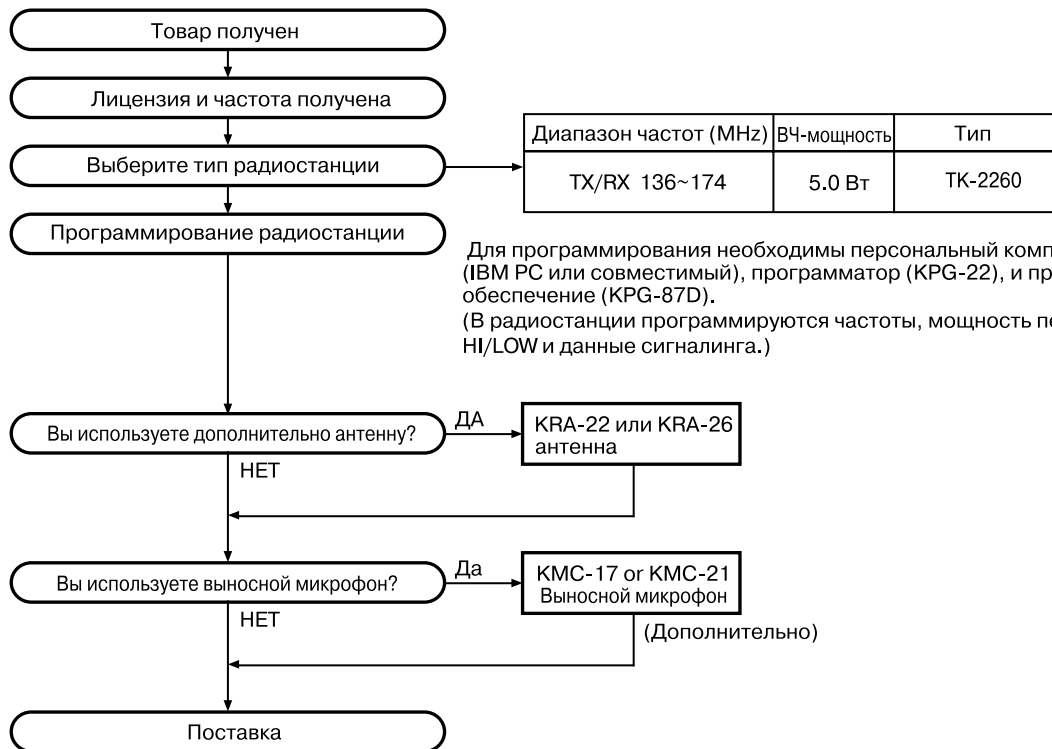 Товар получен
Лицензия и частота получена
Выберите тип радиостанции
Диапазон частот (MHz) ВЧ-мощность Тип
TX/RX 136~174 5.0 Вт TK-2260
Программирование радиостанции
Для программирования необходимы персональный
(IBM PC или совместимый), программатор (KPG-22), и
обеспечение (KPG-87D).
(В радиостанции программируются частоты, мощность
HI/LOW и данные сигналинга.)
Вы используете дополнительно антенну?
ДА
KRA-22 или KRA-26
антенна
НЕТ
Вы используете выносной микрофон?
Да
KMC-17 or KMC-21
Выносной микрофон
НЕТ
(Дополнительно)
Поставка